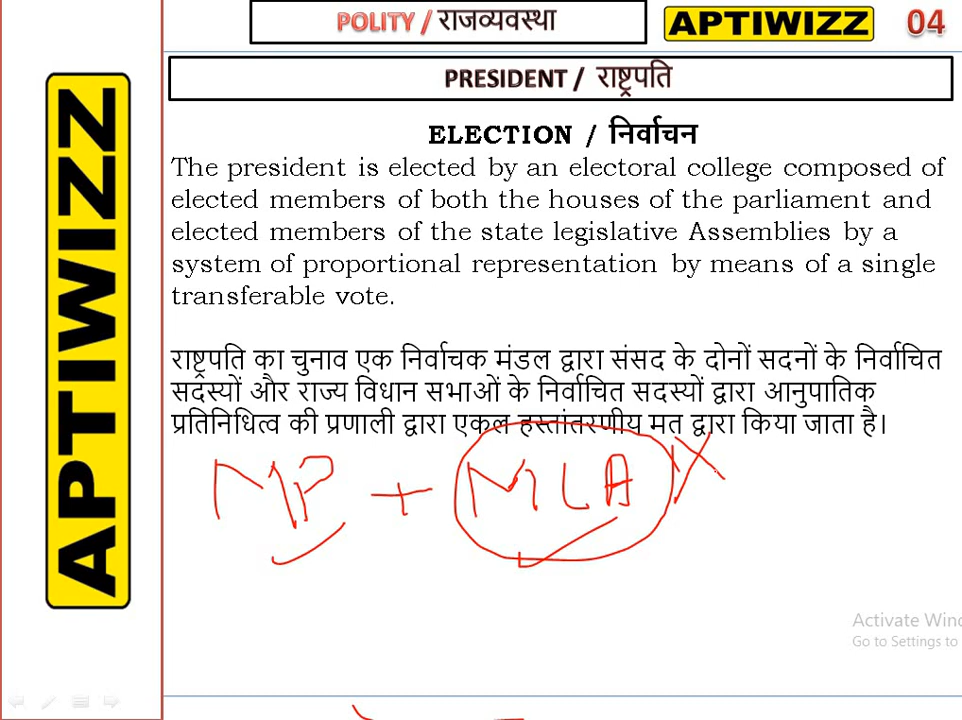 POLITY / राजव्यवस्था
APTIWIZZ
04
PRESIDENT / राष्ट्रपति
APTIWIZZ
ELECTION / निर्वाचन
The president is elected by an electoral college composed of
elected members of both the houses of the parliament and
elected members of the state legislative Assemblies by a
system of proportional representation by means of a single
transferable vote.
राष्ट्रपति का चुनाव एक निर्वाचक मंडल द्वारा संसद के दोनों सदनों के निर्वाचित
सदस्यों और राज्य विधान सभाओं के निर्वाचित सदस्यों द्वारा आनुपातिक
प्रतिनिधित्व की प्रणाली द्वारा एकल हस्तांतरणीय मत द्वारा किया जाता है।
MP + MLA
Activate Wind
Go to Settings to